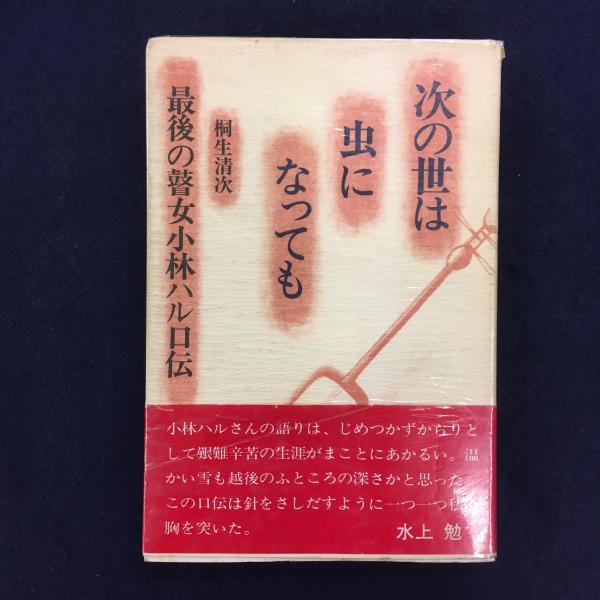 次の世は
虫に
なっても
桐生清次
最後の瞽女小林ハル口伝
小林ハルさんの語りは、じめつかずからりと
して艱難辛苦の生涯がまことにあかるい。温
かい雪も越後のふところの深さかと思った
この口伝は針をさしだすように一つ一つ私
胸を突いた。
水上 勉